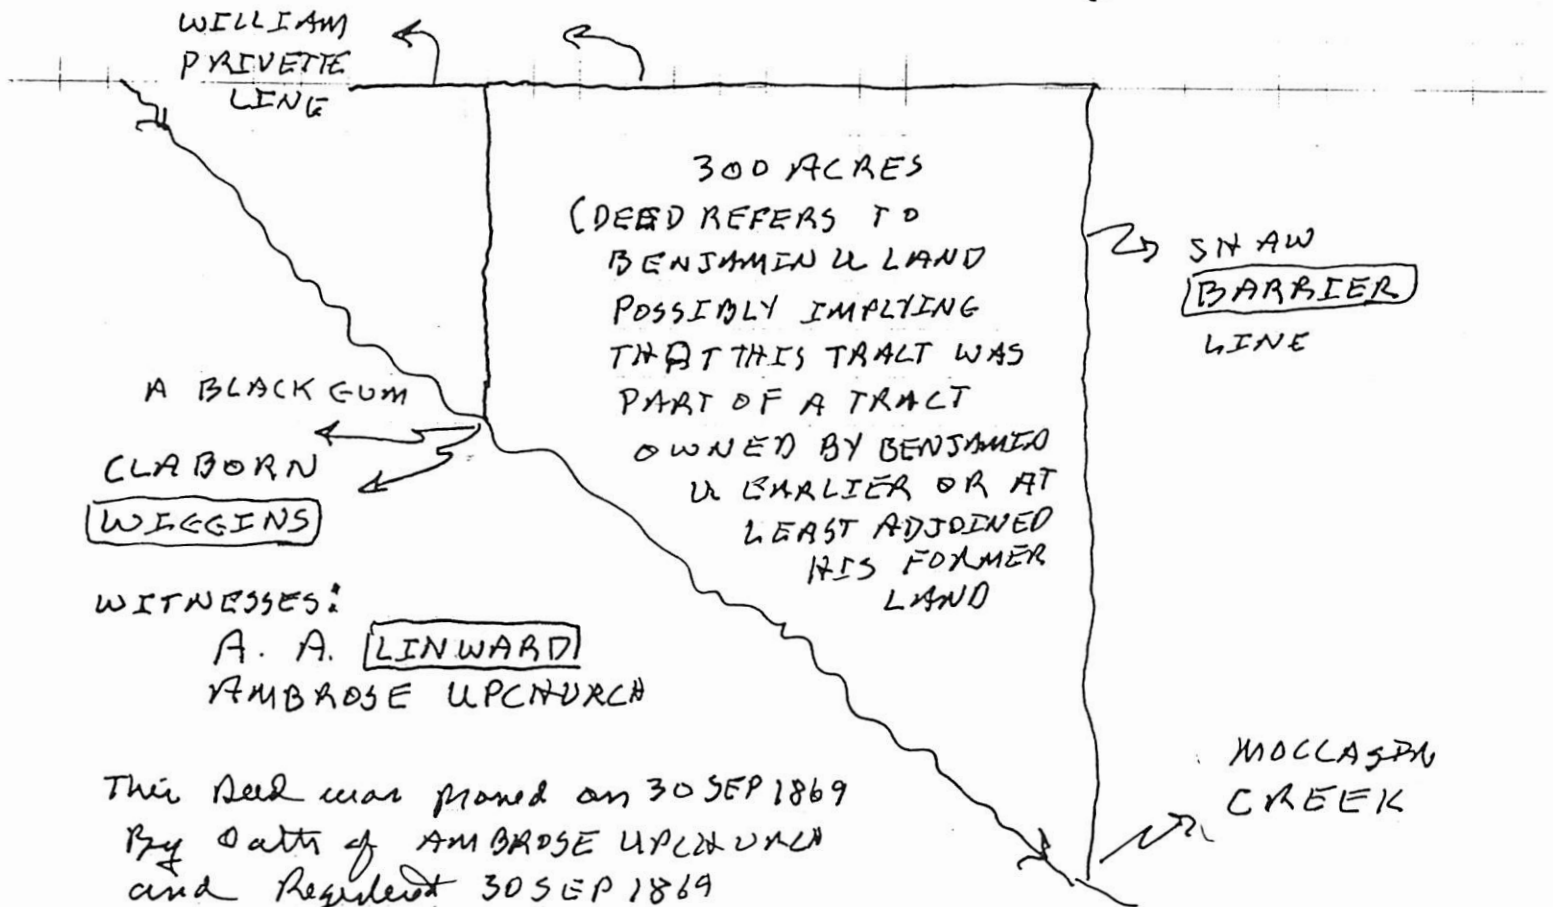 WILLIAM
PRIVETTE
LINE
300 ACRES
(DEED REFERS TO
BENJAMIN U LAND
POSSIBLY IMPLYING
THAT THIS TRACT WAS
PART OF A TRACT
OWNED BY BENJAMIN
U EARLIER OR AT
LEAST ADJOINED
HIS FORMER
LAND
SHAW
BARRIER
LINE
A BLACK GUM
CLABORN
WIGGINS
WITNESSES:
A. A. LINWARD
AMBROSE UPCHURCH
MOCCASIN
CREEK
This Deed was proved on 30 SEP 1869
By Oath of AMBROSE UPCHURCH
and Registered 30 SEP 1869